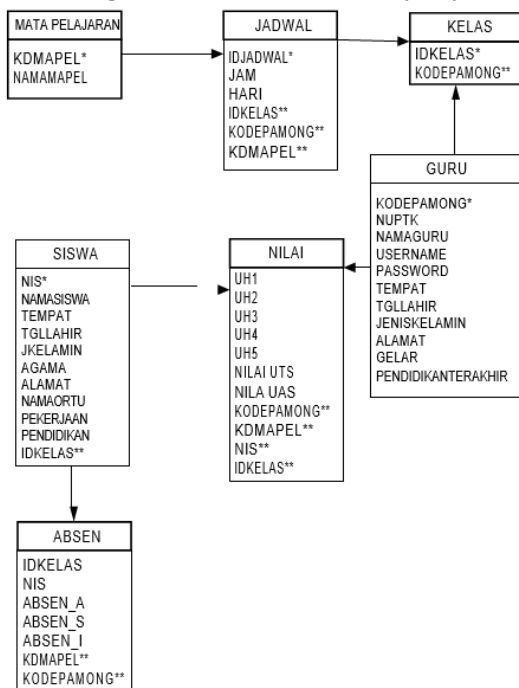 MATA PELAJARAN
KDMAPEL*
NAMAMAPEL
JADWAL
IDJADWAL*
JAM
HARI
IDKELAS**
KODEPAMONG**
KDMAPEL**
KELAS
IDKELAS*
KODEPAMONG**
GURU
KODEPAMONG*
NUPTK
NAMAGURU
USERNAME
PASSWORD
TEMPAT
TGLLAHIR
JENISKELAMIN
ALAMAT
GELAR
PENDIDIKANTERAKHIR
SISWA
NIS*
NAMASISWA
TEMPAT
TGLLAHIR
JKELAMIN
AGAMA
ALAMAT
NAMAORTU
PEKERJAAN
PENDIDIKAN
IDKELAS**
NILAI
UH1
UH2
UH3
UH4
UH5
NILAI UTS
NILA UAS
KODEPAMONG**
KDMAPEL**
NIS**
IDKELAS**
ABSEN
IDKELAS
NIS
ABSEN_A
ABSEN_S
ABSEN_I
KDMAPEL**
KODEPAMONG**